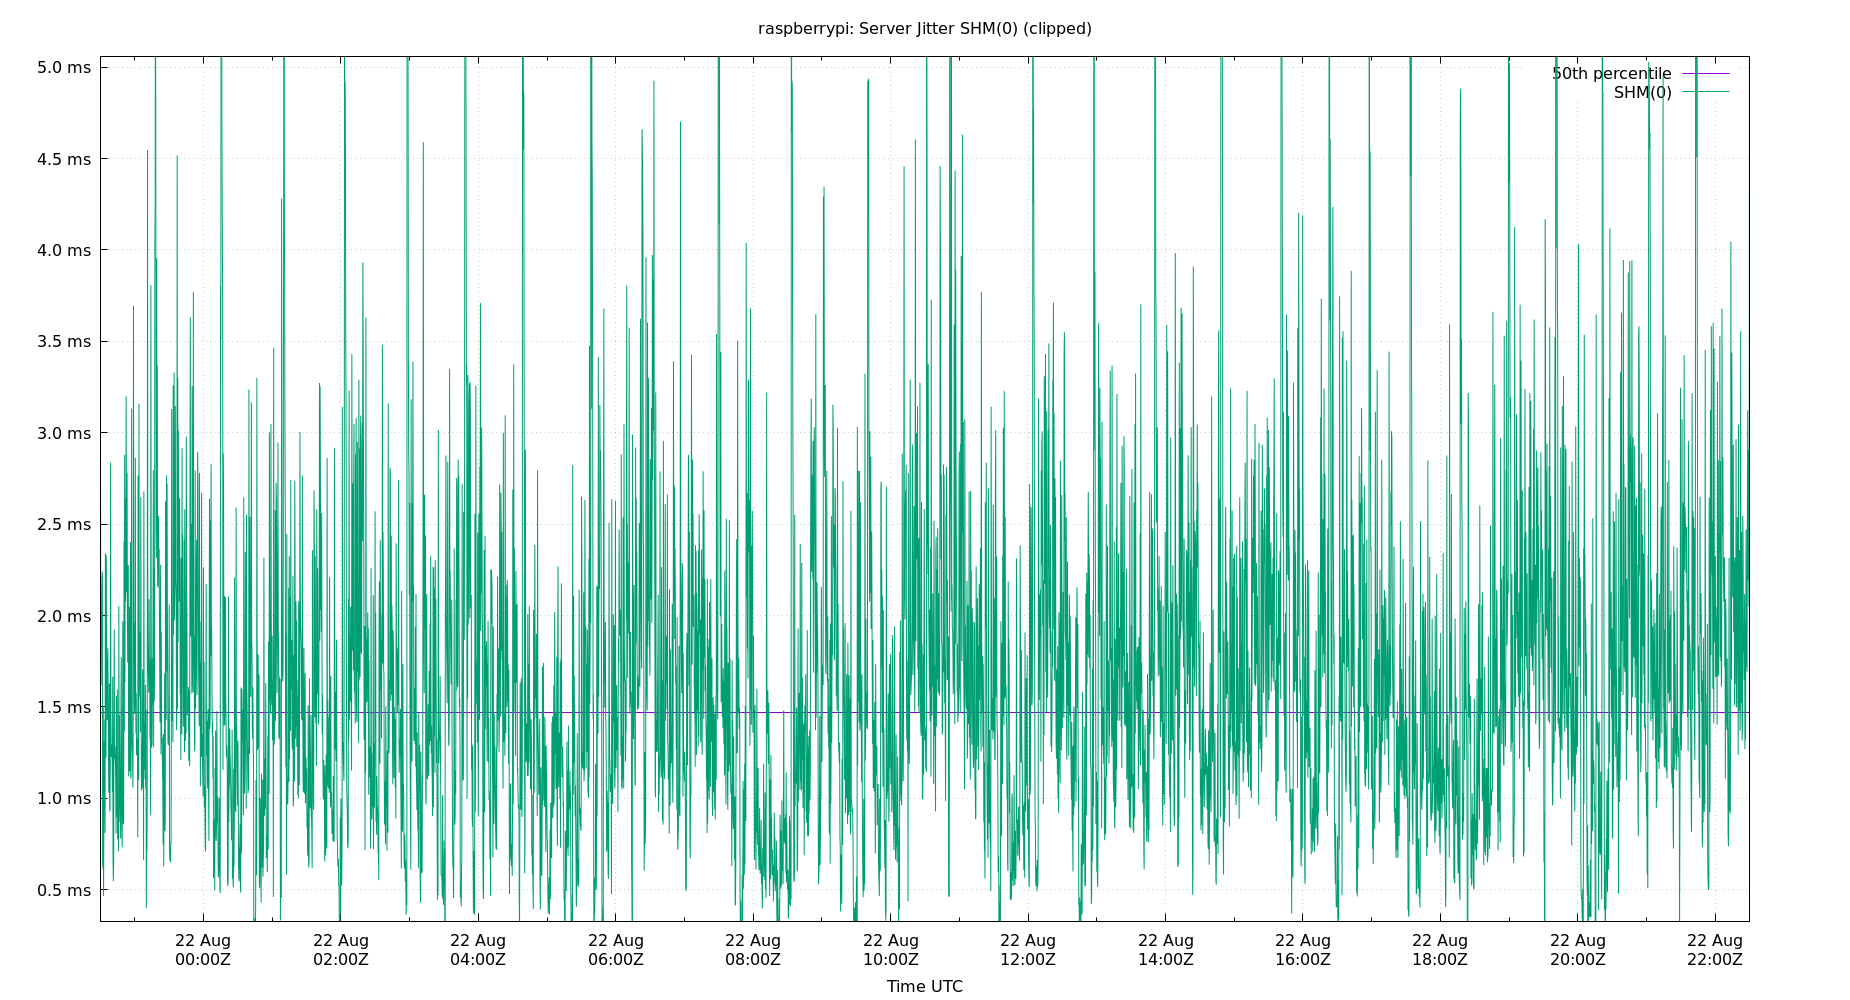 raspberrypi: Server Jitter SHM(0) (clipped)
5.0 ms
50th percentile
SHM(0)
4.5 ms
4.0 ms
3.5 ms
3.0 ms
2.5 ms
2.0 ms
1.5 ms
1.0 ms
0.5 ms
22 Aug 22 Aug 22 Aug 22 Aug 22 Aug 22 Aug 22 Aug 22 Aug 22 Aug 22 Aug 22 Aug 22 Aug
00:00Z 02:00Z 04:00Z 06:00Z 08:00Z 10:00Z 12:00Z 14:00Z 16:00Z 18:00Z 20:00Z 22:00Z
Time UTC